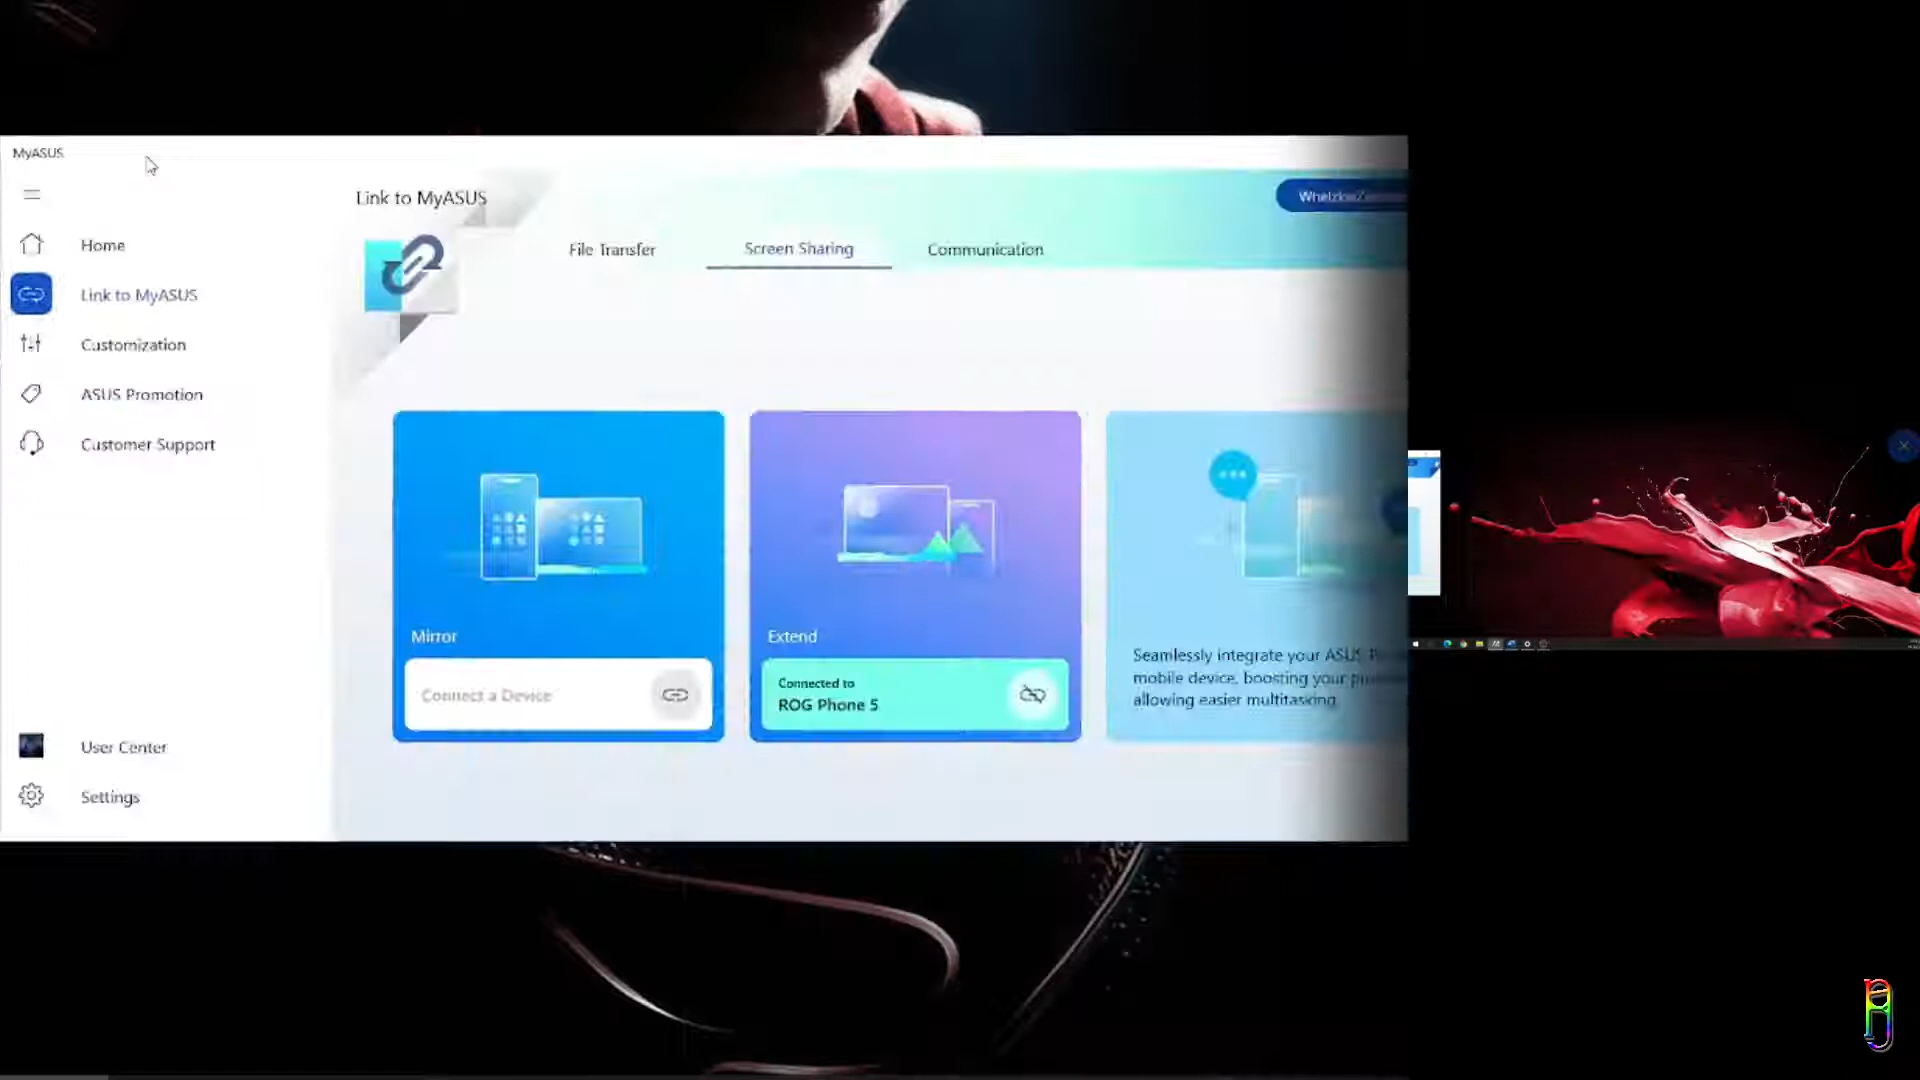 MyASUS
Link to MyASUS
Home
Link to MyASUS
Customization
ASUS Promotion
Customer Support
User Center
Settings
File Transfer
Screen Sharing
Communication
Mirror
Connect a Device
Extend
Connected to
ROG Phone 5
Seamlessly integrate your ASUS
mobile device, boosting your
allowing easier multitasking.